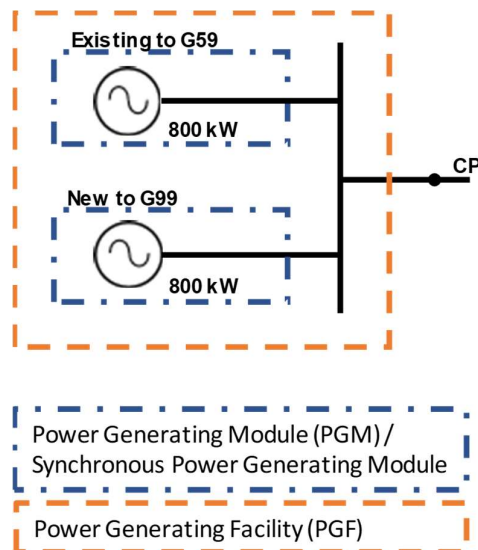 Existing to G59
800 kW
CP
New to G99
800 kW
Power Generating Module (PGM) /
Synchronous Power Generating Module
Power Generating Facility (PGF)